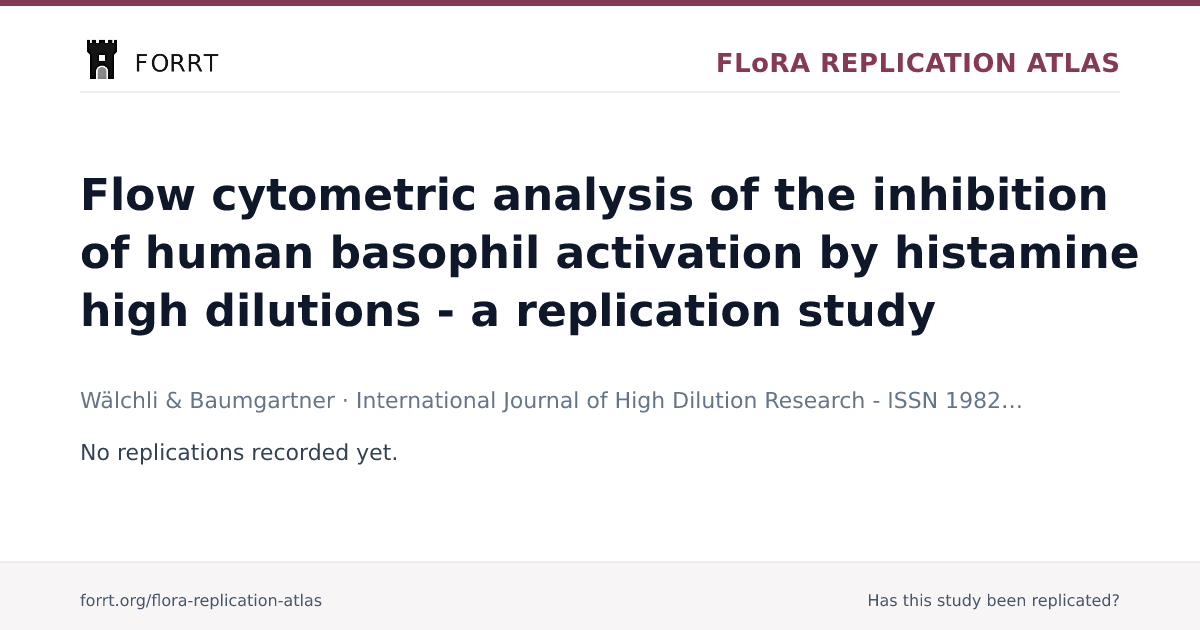 FORRT
FLoRA REPLICATION ATLAS
Flow cytometric analysis of the inhibition
of human basophil activation by histamine
high dilutions - a replication study
Wälchli & Baumgartner · International Journal of High Dilution Research - ISSN 1982…
No replications recorded yet.
forrt.org/flora-replication-atlas
Has this study been replicated?